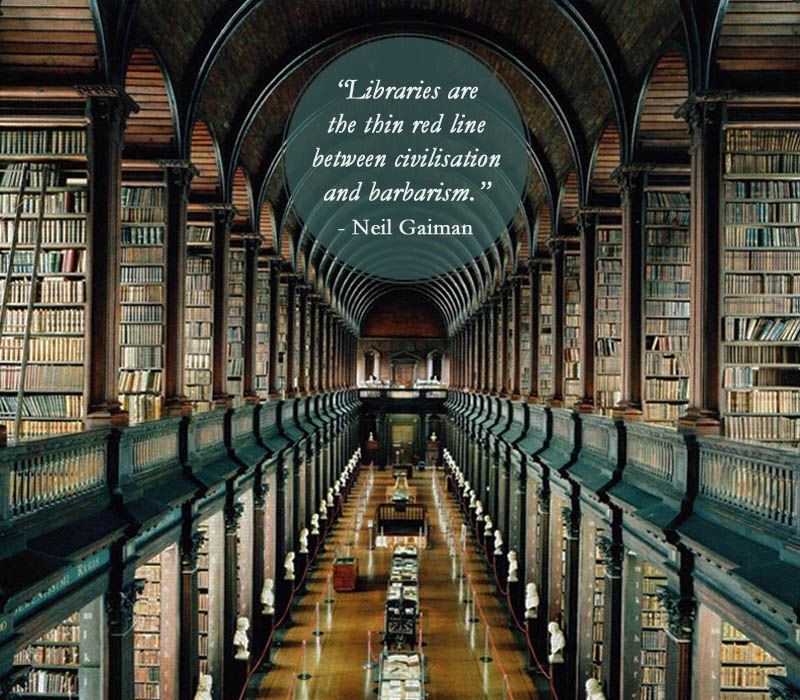 “Libraries are
the thin red line
between civilisation
and barbarism.”
- Neil Gaiman